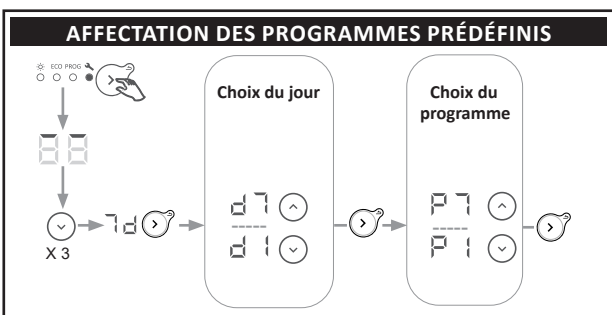 AFFECTATION DES PROGRAMMES PRÉDÉFINIS
ECO PROG
Choix du jour
Choix du
programme
d7
P7
7d
d1
P1
X 3